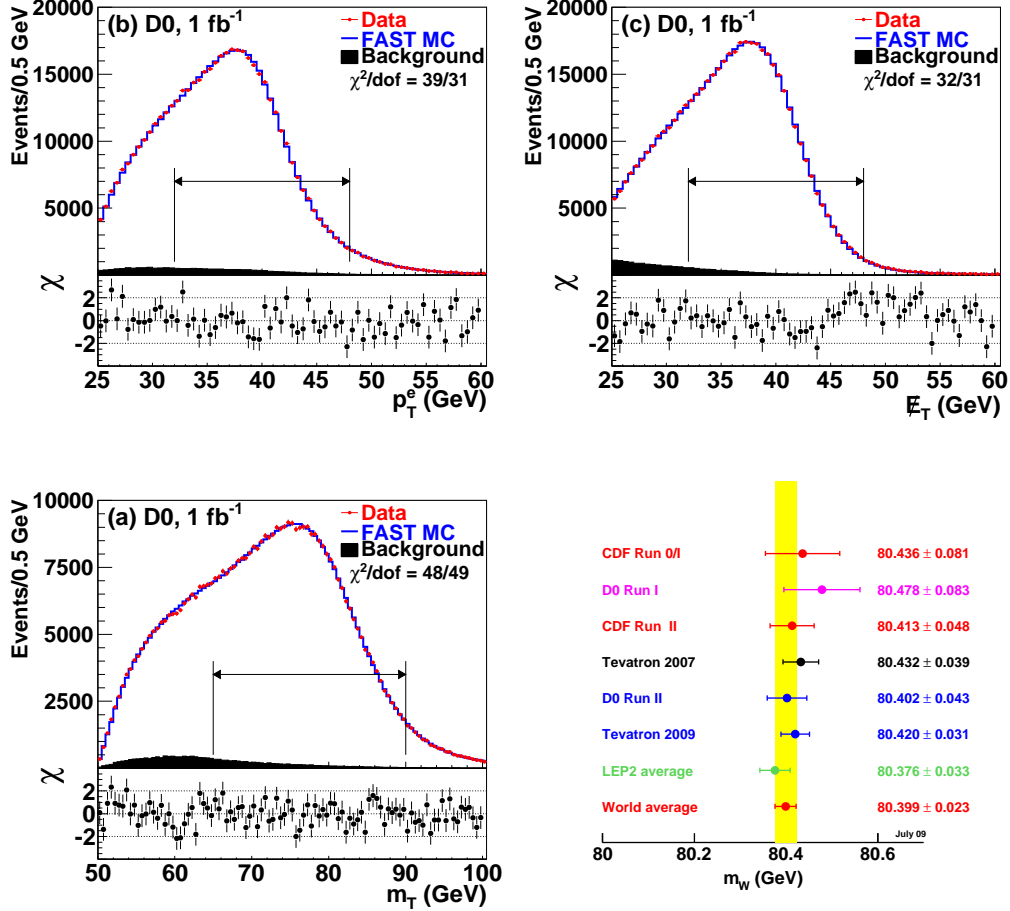 (b) D0, 1 fb⁻¹
Data
FAST MC
Background
χ²/dof = 39/31
Events/0.5 GeV
20000
15000
10000
5000
χ
2
0
-2
25 30 35 40 45 50 55 60
p_T^e (GeV)
(c) D0, 1 fb⁻¹
Data
FAST MC
Background
χ²/dof = 32/31
Events/0.5 GeV
20000
15000
10000
5000
χ
2
0
-2
25 30 35 40 45 50 55 60
E̸_T (GeV)
(a) D0, 1 fb⁻¹
Data
FAST MC
Background
χ²/dof = 48/49
Events/0.5 GeV
10000
7500
5000
2500
χ
2
0
-2
50 60 70 80 90 100
m_T (GeV)
CDF Run 0/I 80.436 ± 0.081
D0 Run I 80.478 ± 0.083
CDF Run II 80.413 ± 0.048
Tevatron 2007 80.432 ± 0.039
D0 Run II 80.402 ± 0.043
Tevatron 2009 80.420 ± 0.031
LEP2 average 80.376 ± 0.033
World average 80.399 ± 0.023
July 09
80 80.2 80.4 80.6
m_W (GeV)